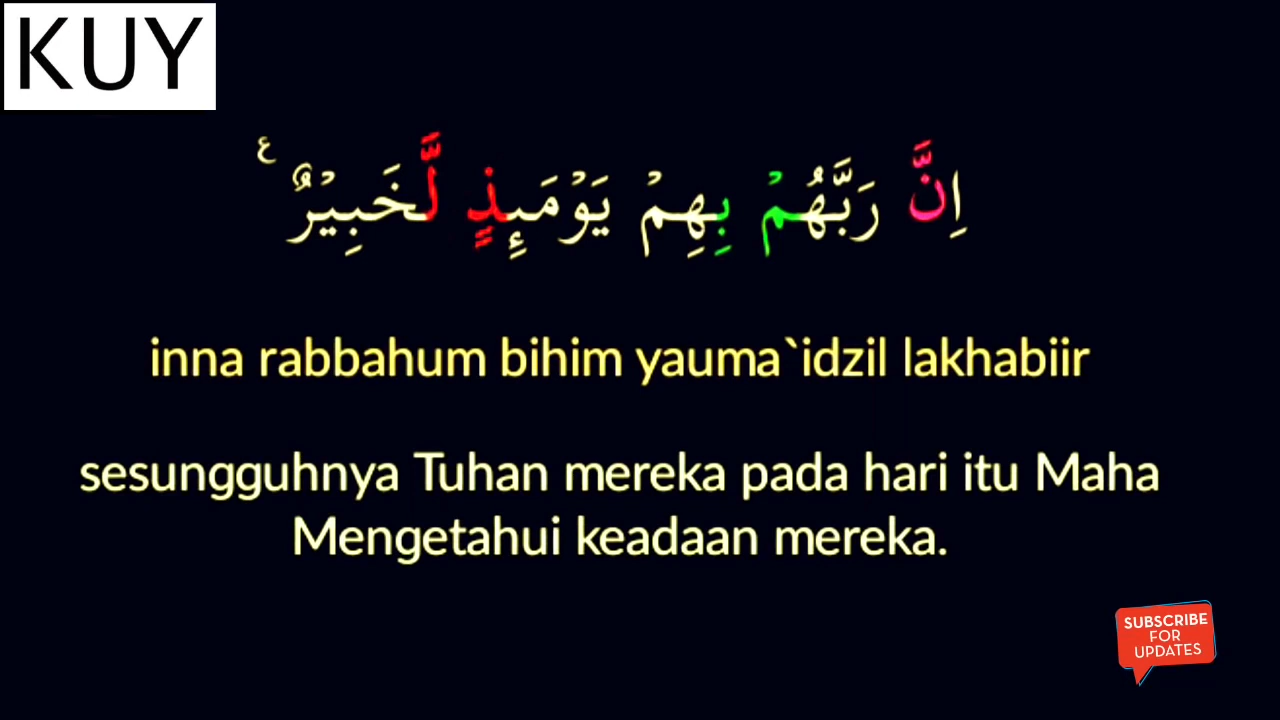 KUY
اِنَّ رَبَّهُمْ بِهِمْ يَوْمَىِٕذٍ لَّخَبِيْرٌ ࣖ
inna rabbahum bihim yauma`idzil lakhabiir
sesungguhnya Tuhan mereka pada hari itu Maha
Mengetahui keadaan mereka.
SUBSCRIBE
FOR
UPDATES